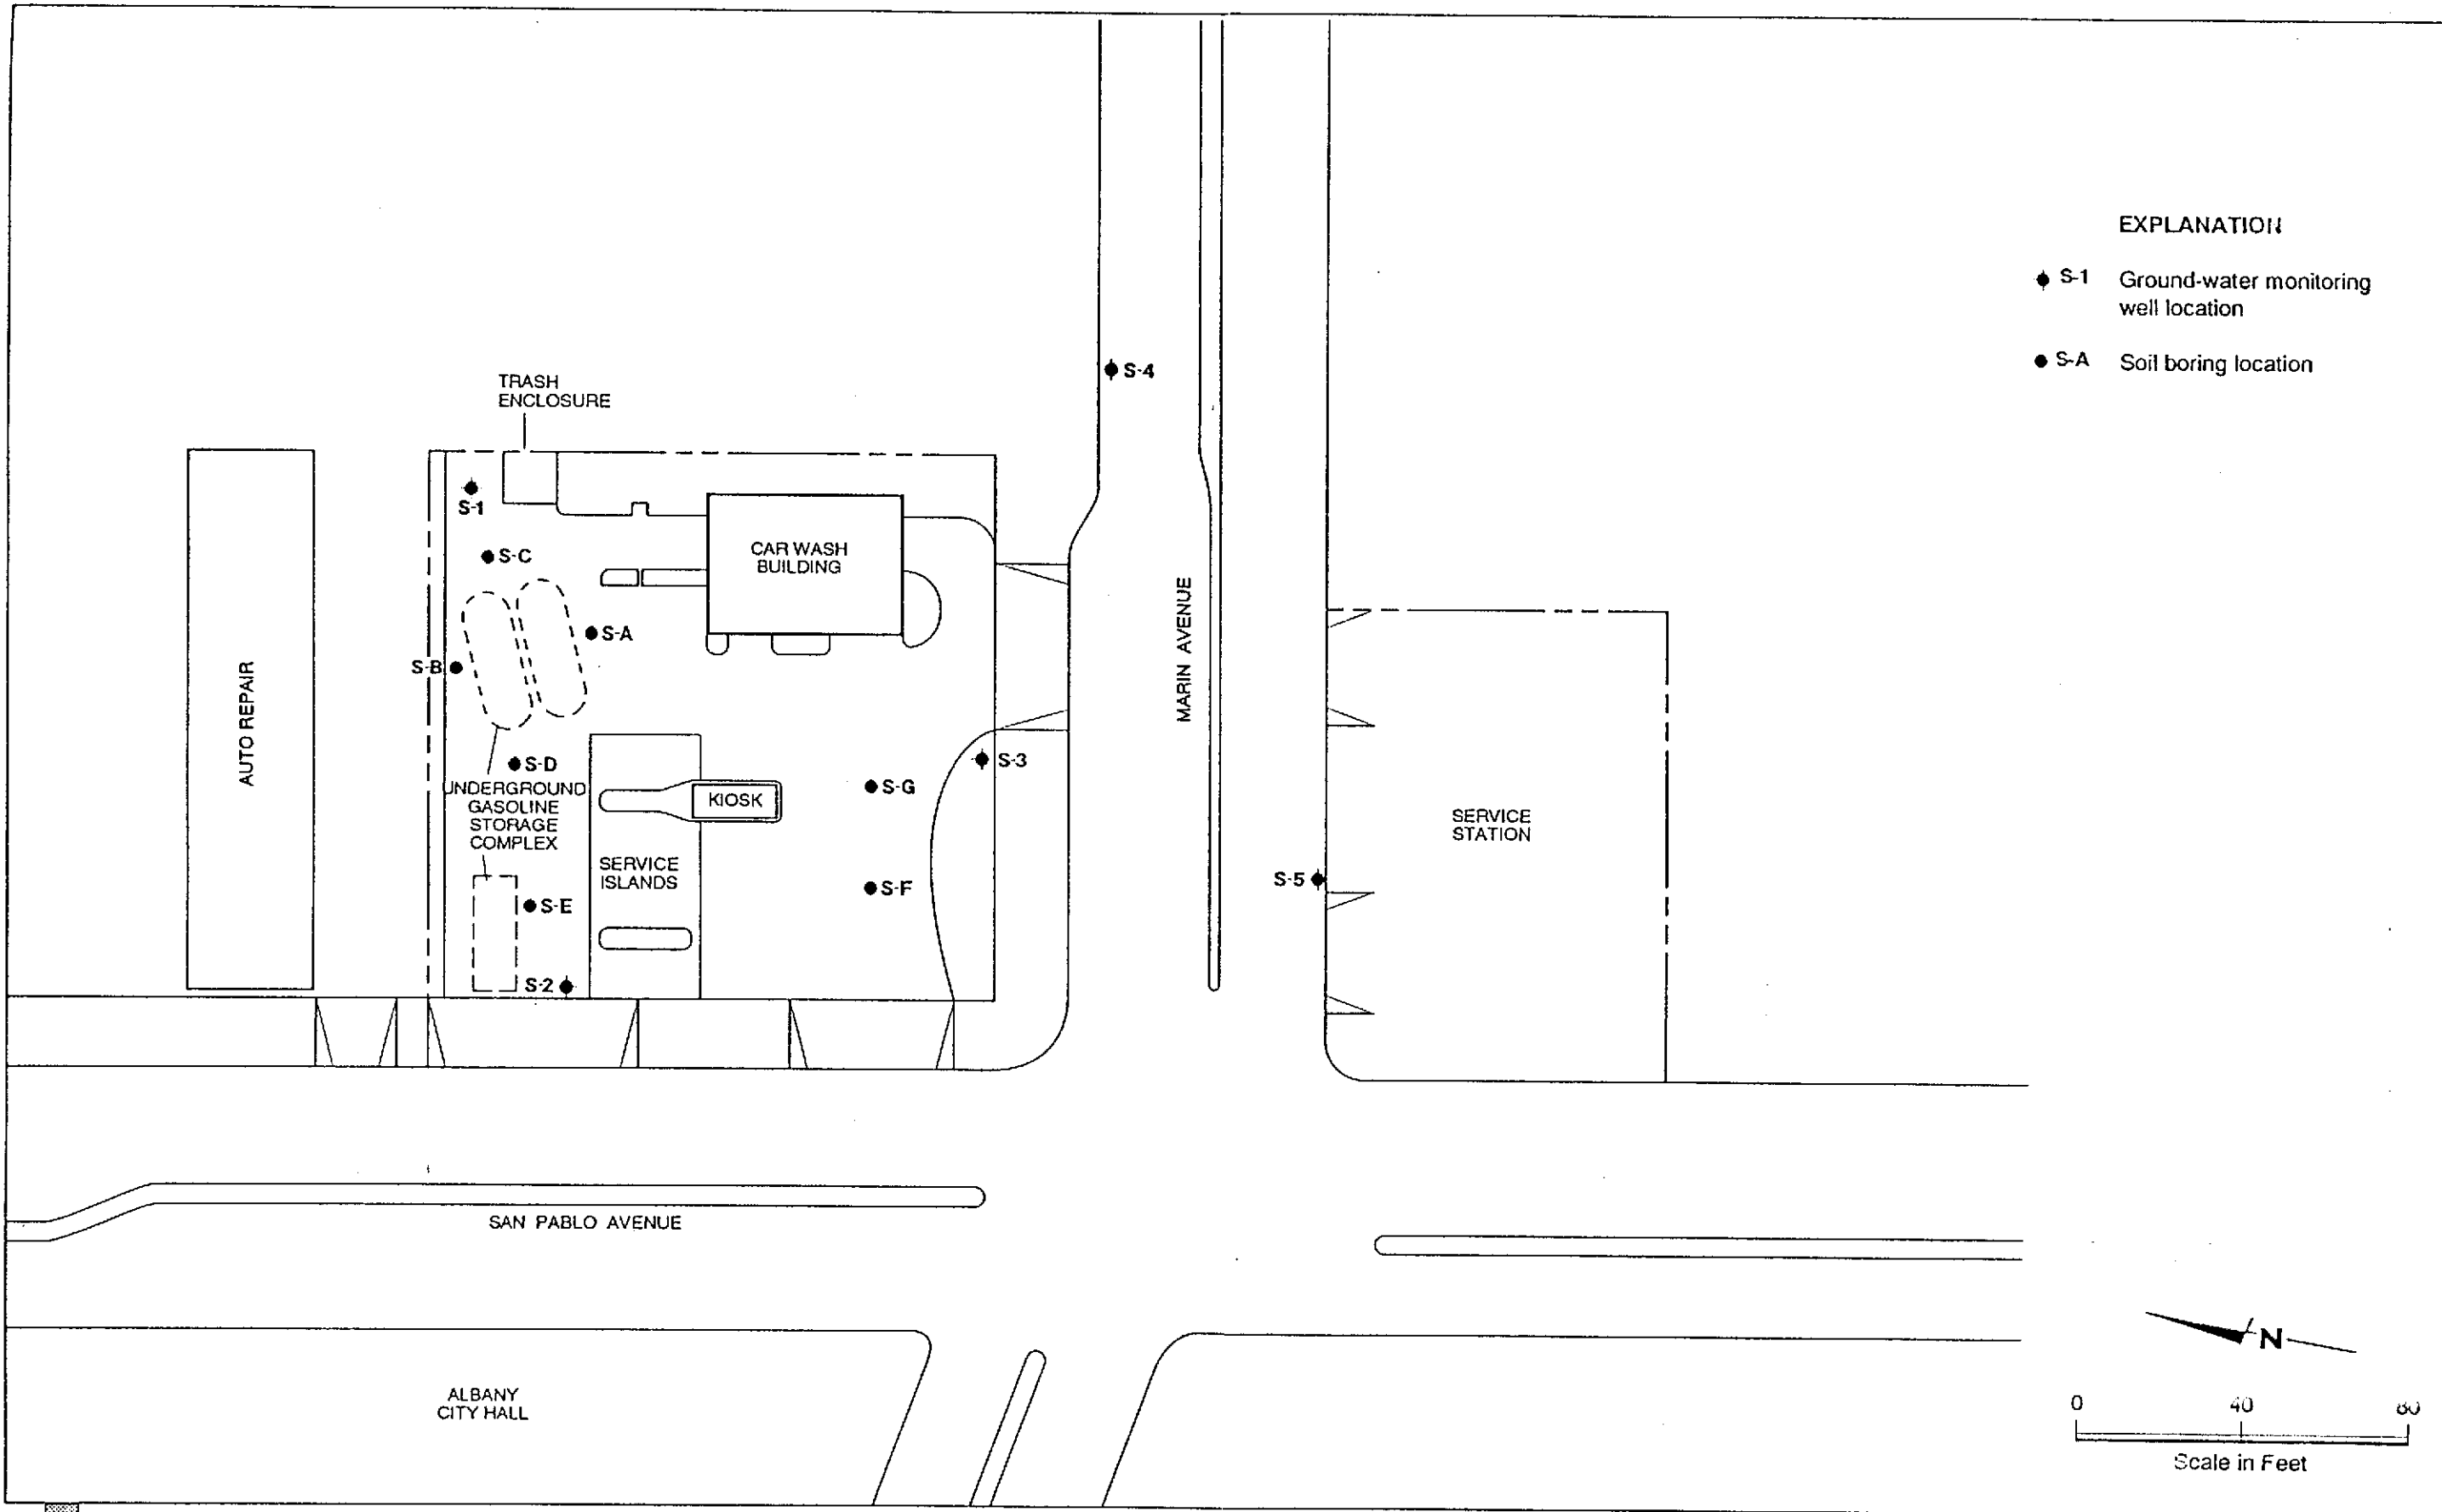 EXPLANATION
S-1 Ground-water monitoring
well location
S-A Soil boring location
S-4
TRASH
ENCLOSURE
S-1
S-C
CAR WASH
BUILDING
S-A
S-B
AUTO REPAIR
MARIN AVENUE
S-D
UNDERGROUND
GASOLINE
STORAGE
COMPLEX
KIOSK
S-G
S-3
SERVICE
STATION
SERVICE
ISLANDS
S-F
S-5
S-E
S-2
SAN PABLO AVENUE
N
ALBANY
CITY HALL
0 40 80
Scale in Feet